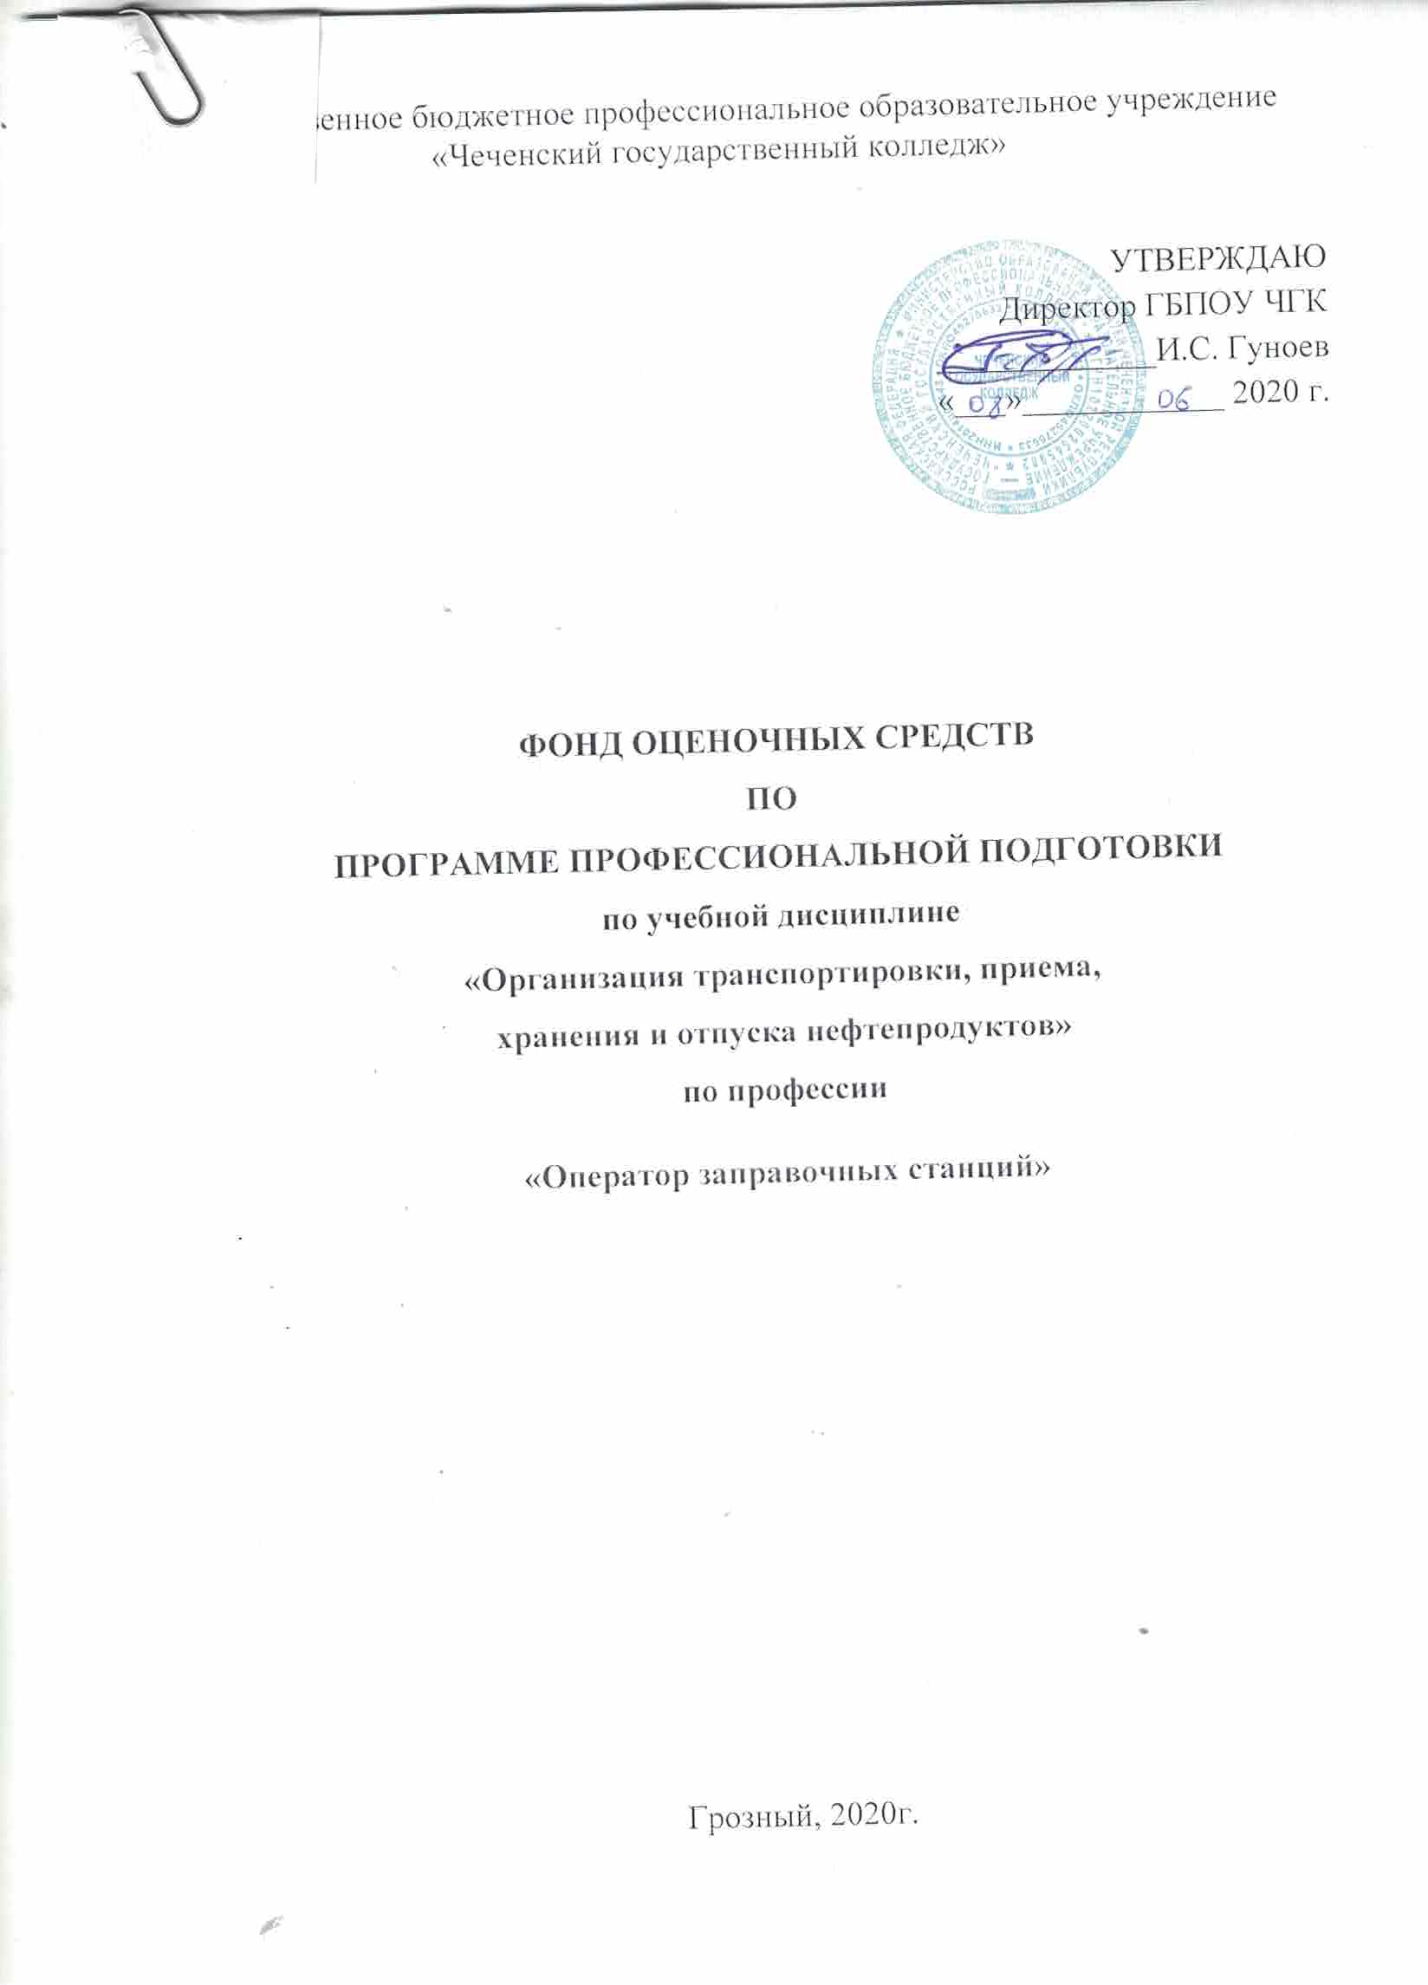 енное бюджетное профессиональное образовательное учреждение
«Чеченский государственный колледж»
УТВЕРЖДАЮ
Директор ГБПОУ ЧГК
И.С. Гуноев
«08» 06 2020 г.
ФОНД ОЦЕНОЧНЫХ СРЕДСТВ
ПО
ПРОГРАММЕ ПРОФЕССИОНАЛЬНОЙ ПОДГОТОВКИ
по учебной дисциплине
«Организация транспортировки, приема,
хранения и отпуска нефтепродуктов»
по профессии
«Оператор заправочных станций»
Грозный, 2020г.